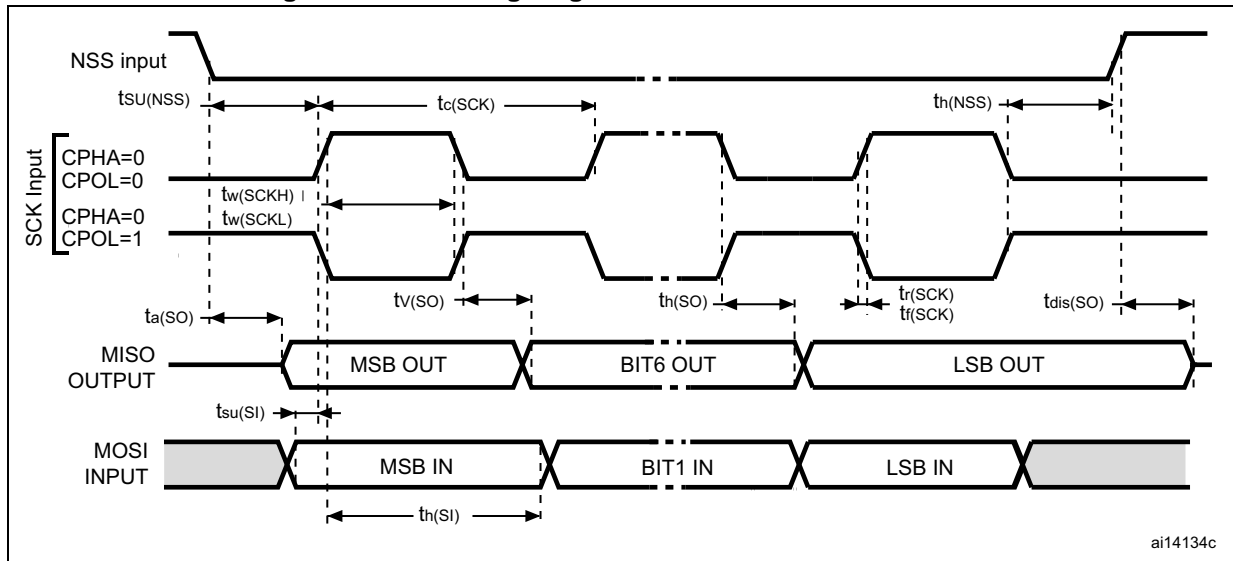 NSS input
tSU(NSS)
tc(SCK)
th(NSS)
SCK Input
CPHA=0
CPOL=0
tw(SCKH)
CPHA=0
tw(SCKL)
CPOL=1
tV(SO)
th(SO)
tr(SCK)
tf(SCK)
tdis(SO)
ta(SO)
MISO
OUTPUT
MSB OUT
BIT6 OUT
LSB OUT
tsu(SI)
MOSI
INPUT
MSB IN
BIT1 IN
LSB IN
th(SI)
ai14134c